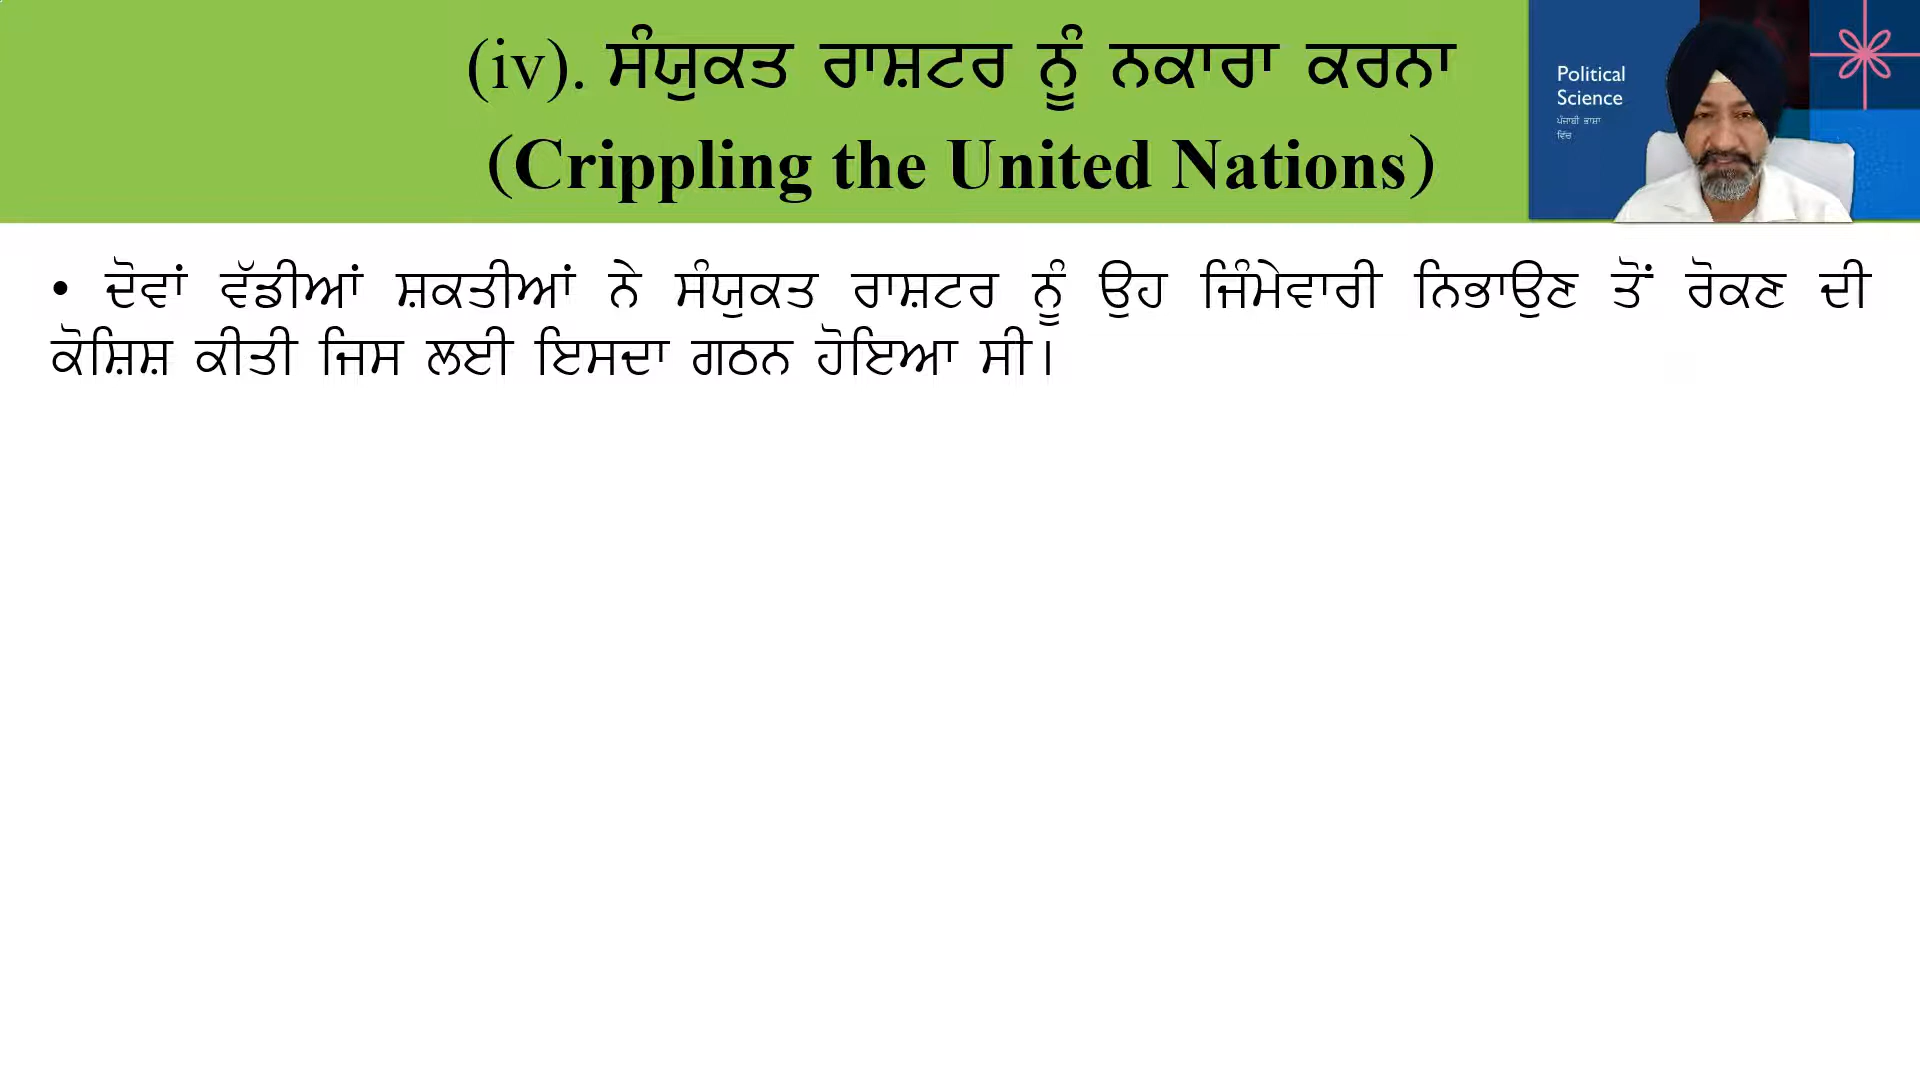 (iv). ਸੰਯੁਕਤ ਰਾਸ਼ਟਰ ਨੂੰ ਨਕਾਰਾ ਕਰਨਾ
(Crippling the United Nations)
Political
Science
ਪੰਜਾਬੀ ਭਾਸ਼ਾ
ਵਿੱਚ
• ਦੋਵਾਂ ਵੱਡੀਆਂ ਸ਼ਕਤੀਆਂ ਨੇ ਸੰਯੁਕਤ ਰਾਸ਼ਟਰ ਨੂੰ ਉਹ ਜਿੰਮੇਵਾਰੀ ਨਿਭਾਉਣ ਤੋਂ ਰੋਕਣ ਦੀ
ਕੋਸ਼ਿਸ਼ ਕੀਤੀ ਜਿਸ ਲਈ ਇਸਦਾ ਗਠਨ ਹੋਇਆ ਸੀ।